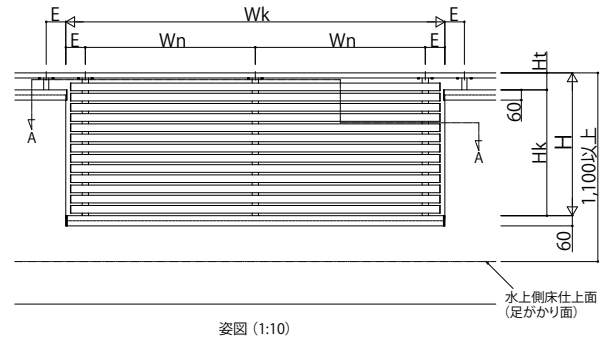 E Wk E
E Wn Wn E
Ht
60
Hk
H
1,100以上
A
A
60
水上側床仕上面
(足がかり面)
姿図 (1:10)